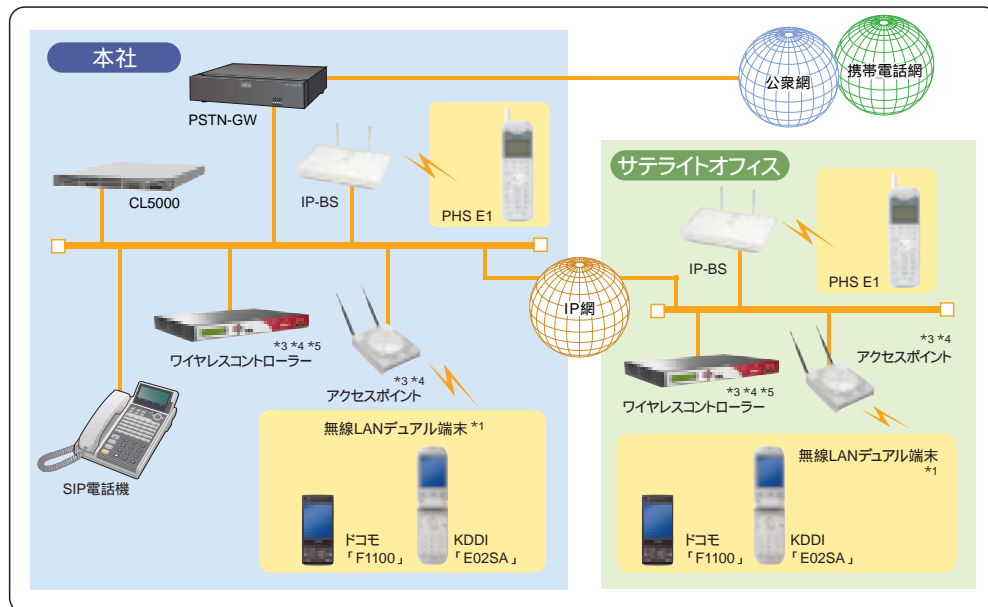 本社
PSTN-GW
公衆網
携帯電話網
CL5000
IP-BS
PHS E1
サテライトオフィス
IP-BS
PHS E1
IP網
*3 *4 *5
ワイヤレスコントローラー
*3 *4
アクセスポイント
*3 *4
アクセスポイント
*3 *4 *5
ワイヤレスコントローラー
SIP電話機
無線LANデュアル端末 *1
ドコモ
「F1100」
KDDI
「E02SA」
無線LANデュアル端末
*1
ドコモ
「F1100」
KDDI
「E02SA」